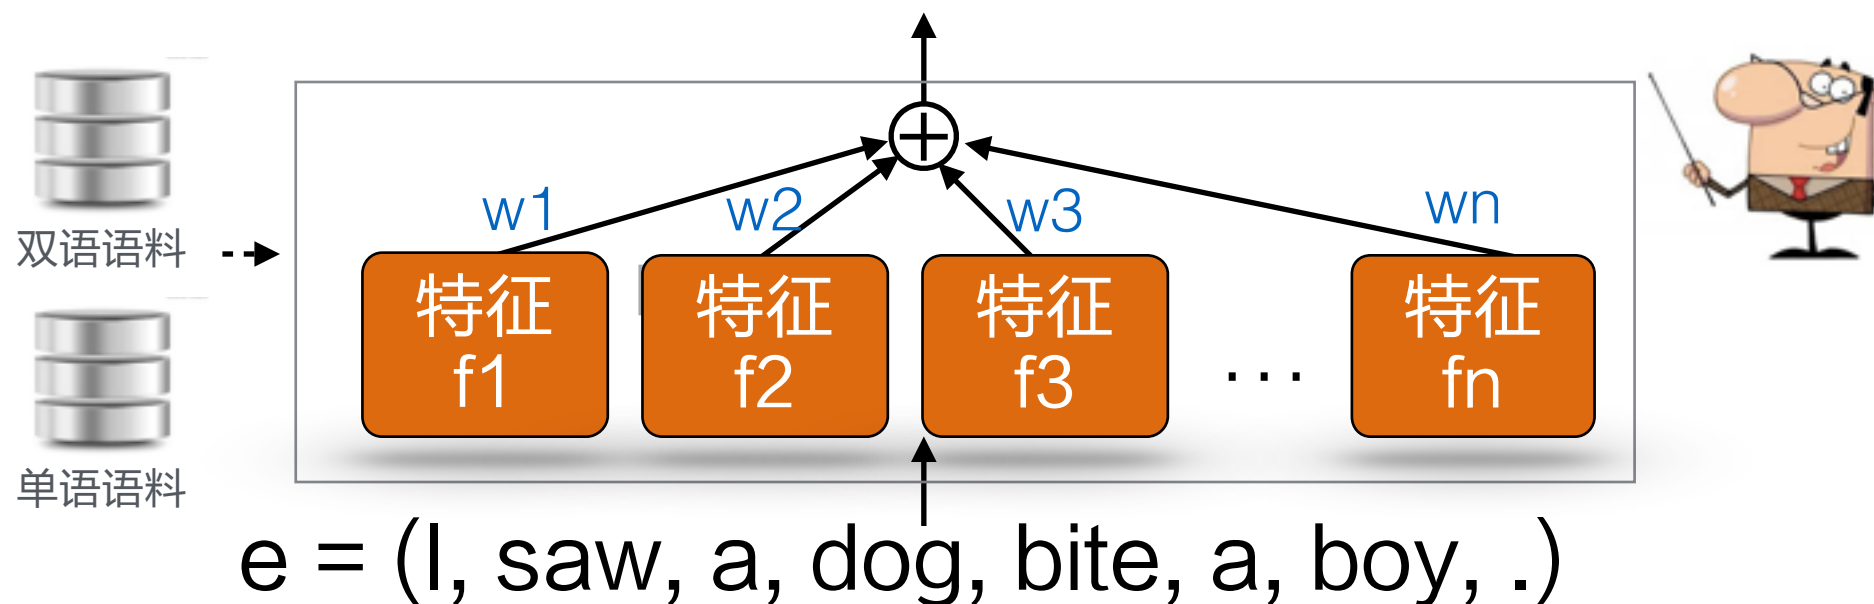 双语语料
单语语料
w1
w2
w3
wn
特征
f1
特征
f2
特征
f3
...
特征
fn
e = (I, saw, a, dog, bite, a, boy, .)